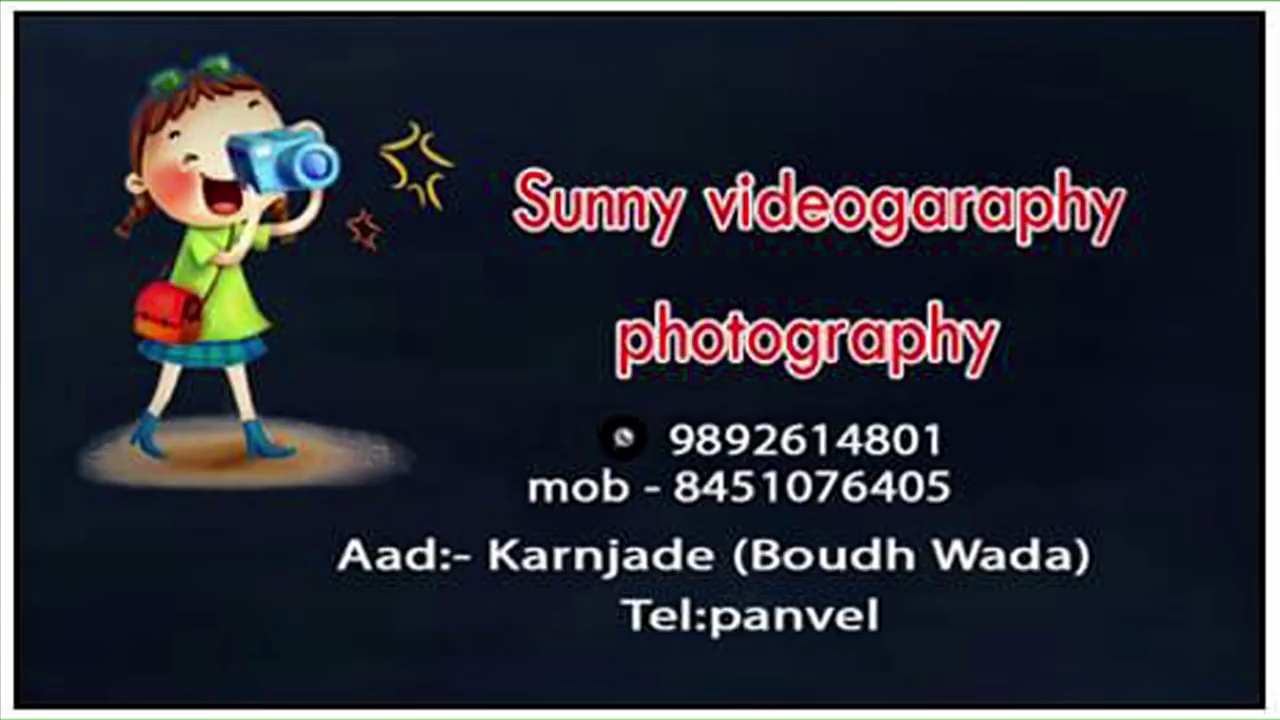 Sunny videogaraphy
photography
9892614801
mob - 8451076405
Aad:- Karnjade (Boudh Wada)
Tel:panvel